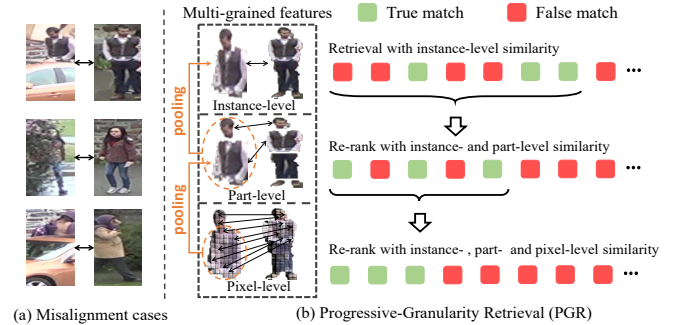 Multi-grained features
True match
False match
Retrieval with instance-level similarity
...
Instance-level
pooling
Re-rank with instance- and part-level similarity
...
Part-level
pooling
Re-rank with instance- , part- and pixel-level similarity
...
Pixel-level
(a) Misalignment cases
(b) Progressive-Granularity Retrieval (PGR)